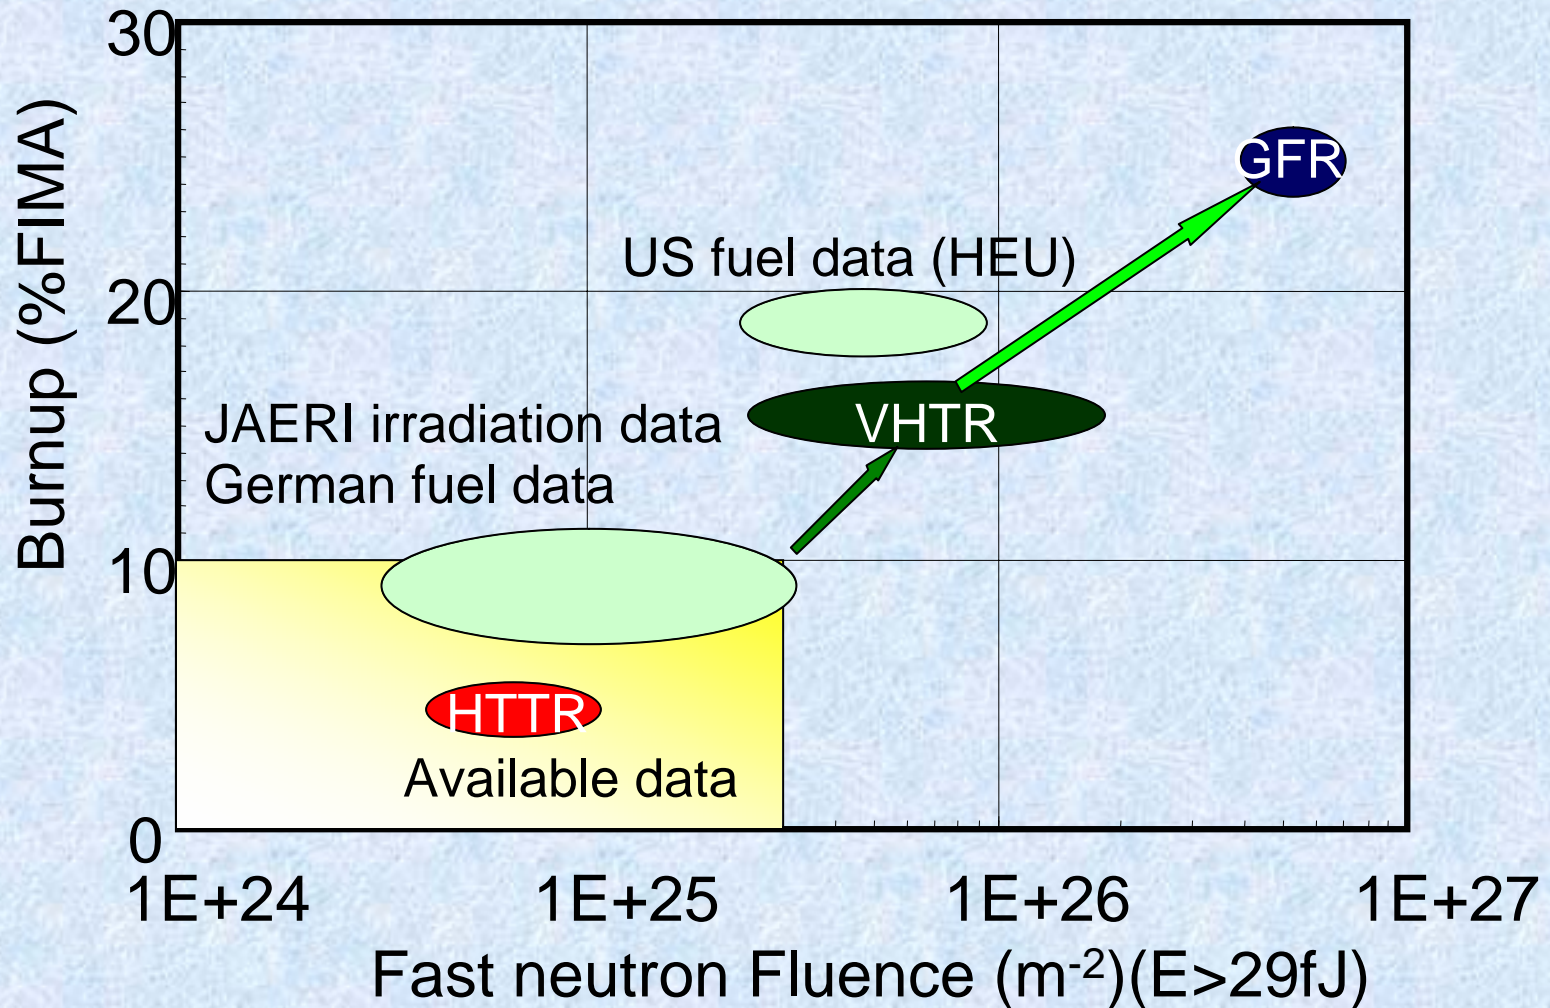 30
20
10
0
Burnup (%FIMA)
GFR
US fuel data (HEU)
VHTR
JAERI irradiation data
German fuel data
HTTR
Available data
1E+24 1E+25 1E+26 1E+27
Fast neutron Fluence (m⁻²)(E>29fJ)